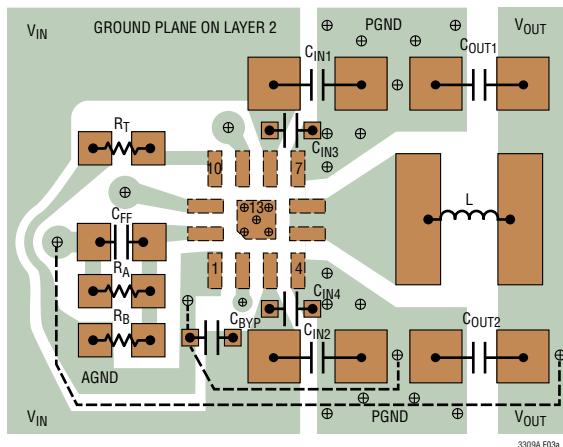 GROUND PLANE ON LAYER 2
VIN
PGND
VOUT
CIN1
COUT1
RT
CIN3
10
7
13
CFF
L
RA
1
4
CIN4
RB
CBYP
CIN2
COUT2
AGND
VIN
PGND
VOUT
3309A F03a